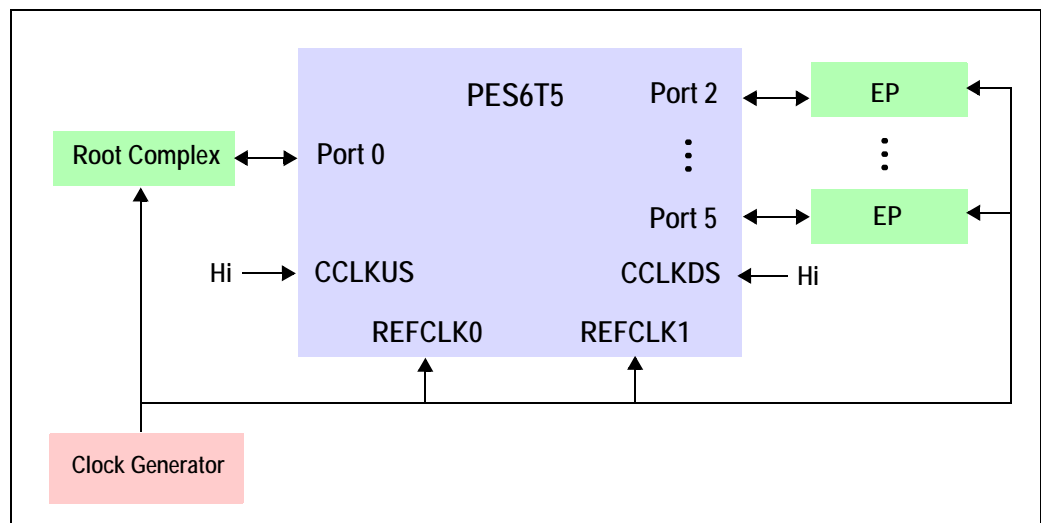 PES6T5
Port 2
EP
Root Complex
Port 0
Port 5
EP
Hi
CCLKUS
CCLKDS
Hi
REFCLK0
REFCLK1
Clock Generator